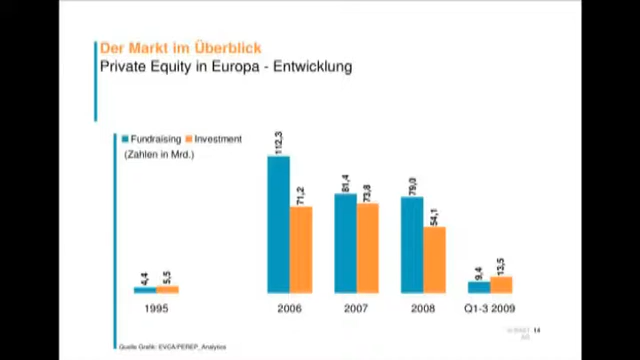 Der Markt im Überblick
Private Equity in Europa - Entwicklung
Fundraising Investment
(Zahlen in Mrd.)
4,4 5,5 112,3 71,2 81,4 73,8 79,0 54,1 9,4 13,5
1995 2006 2007 2008 Q1-3 2009
14
AG
Quelle Grafik: EVCA/PEREP_Analytics